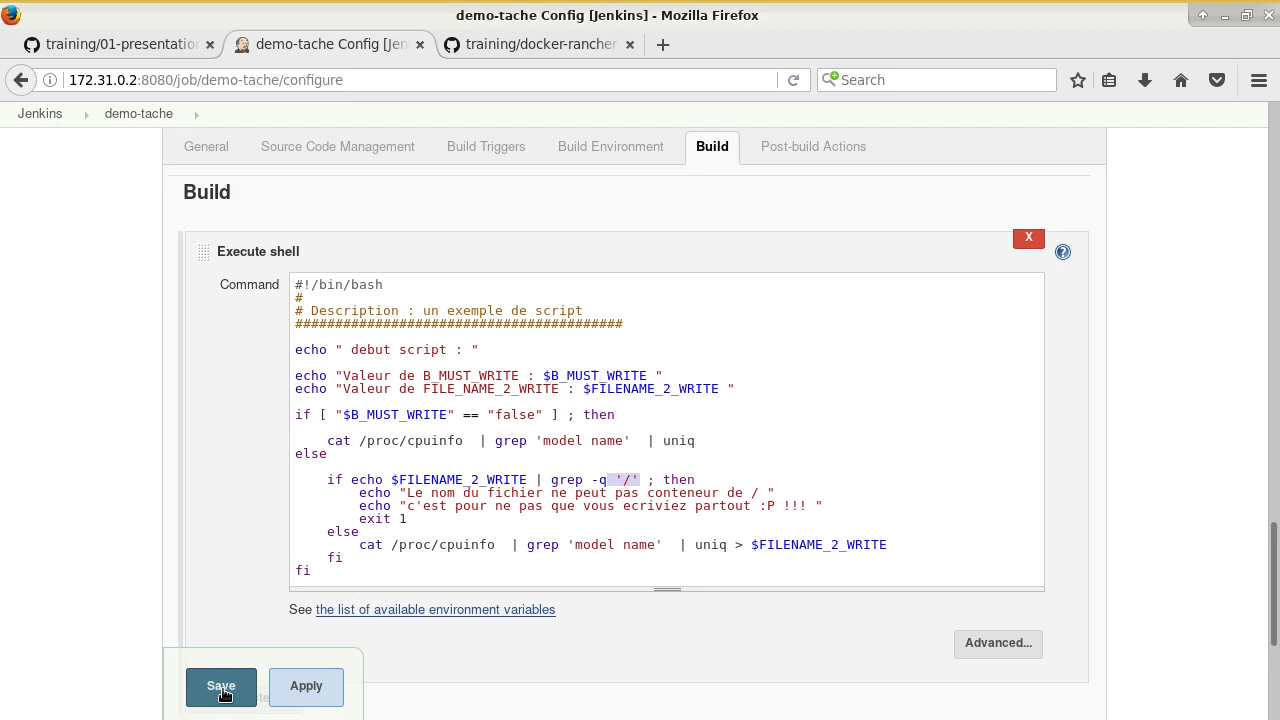 demo-tache Config [Jenkins] - Mozilla Firefox
training/01-presentation
demo-tache Config [Jen
training/docker-rancher
172.31.0.2:8080/job/demo-tache/configure
Search
Jenkins demo-tache
General Source Code Management Build Triggers Build Environment Build Post-build Actions
Build
X
Execute shell
?
Command
#!/bin/bash
#
# Description : un exemple de script
#########################################
echo " debut script : "
echo "Valeur de B_MUST_WRITE : $B_MUST_WRITE "
echo "Valeur de FILE_NAME_2_WRITE : $FILENAME_2_WRITE "
if [ "$B_MUST_WRITE" == "false" ] ; then
cat /proc/cpuinfo | grep 'model name' | uniq
else
if echo $FILENAME_2_WRITE | grep -q '/' ; then
echo "Le nom du fichier ne peut pas conteneur de / "
echo "c'est pour ne pas que vous ecriviez partout :P !!! "
exit 1
else
cat /proc/cpuinfo | grep 'model name' | uniq > $FILENAME_2_WRITE
fi
fi
See the list of available environment variables
Advanced...
Save Apply